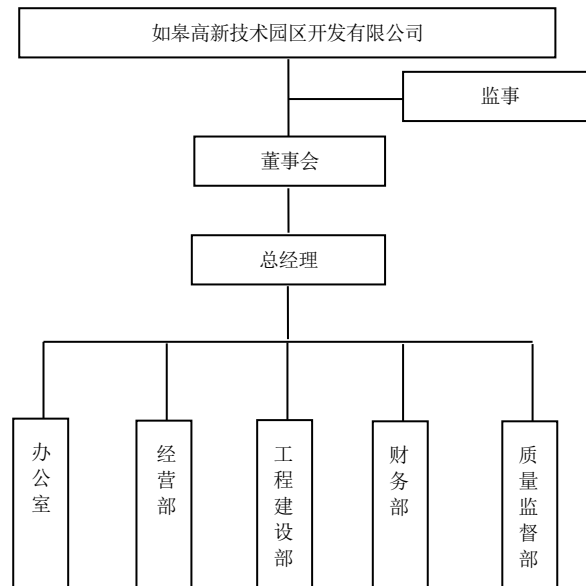 如皋高新技术园区开发有限公司
监事
董事会
总经理
办公室
经营部
工程建设部
财务部
质量监督部